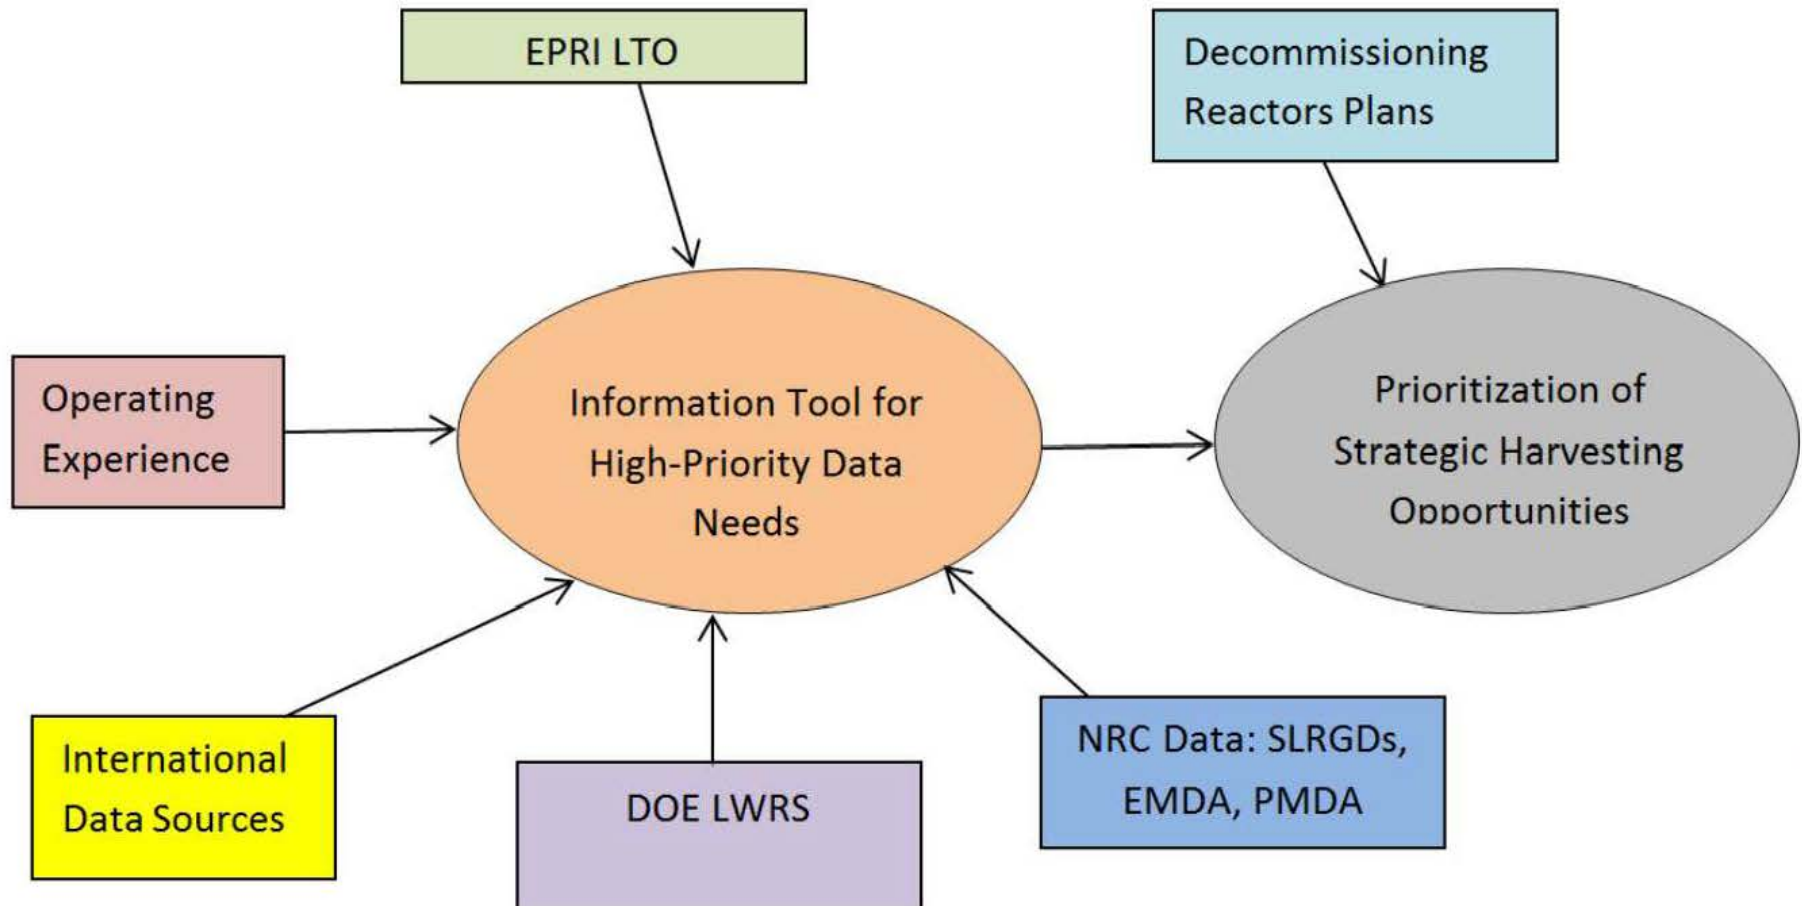 EPRI LTO
Decommissioning
Reactors Plans
Operating
Experience
Information Tool for
High-Priority Data
Needs
Prioritization of
Strategic Harvesting
Opportunities
International
Data Sources
DOE LWRS
NRC Data: SLRGDs,
EMDA, PMDA